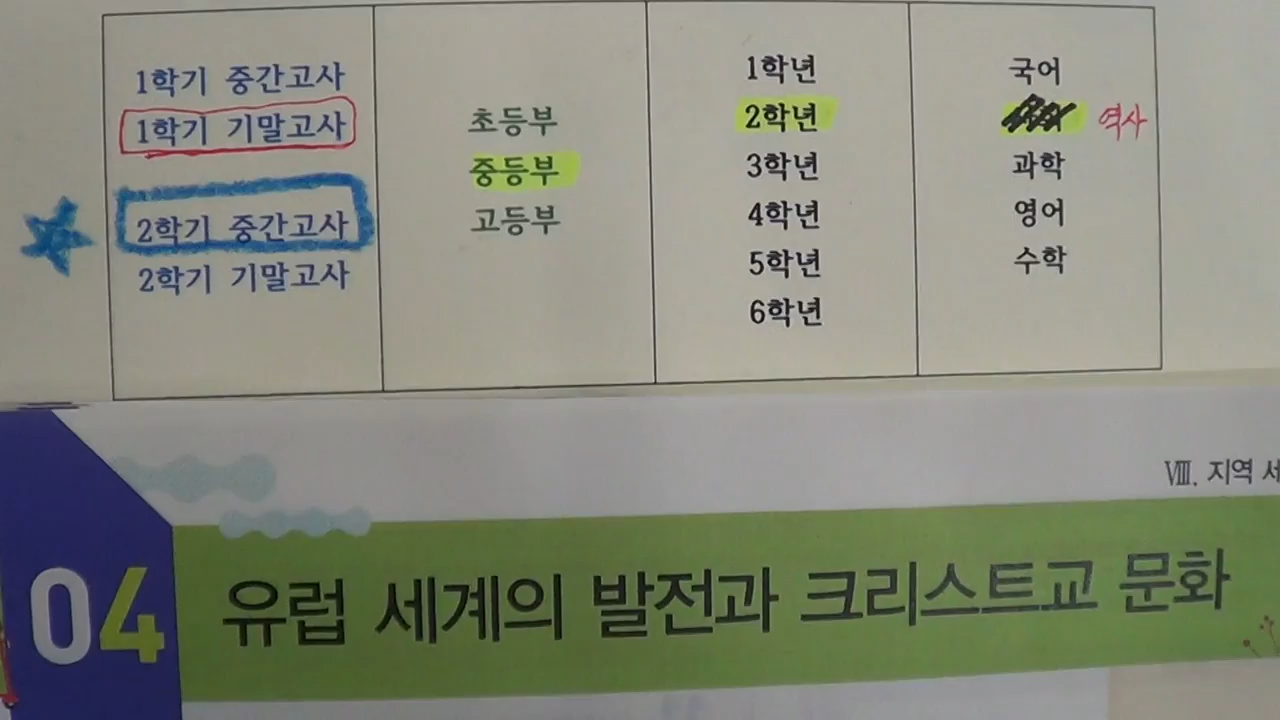 1학기 중간고사
1학기 기말고사
2학기 중간고사
2학기 기말고사
초등부
중등부
고등부
1학년
2학년
3학년
4학년
5학년
6학년
국어
역사
과학
영어
수학
Ⅷ. 지역 세
04 유럽 세계의 발전과 크리스트교 문화